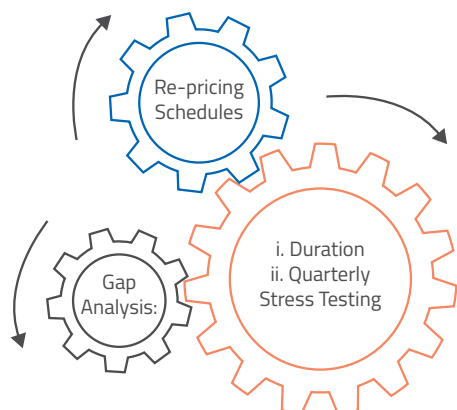 Re-pricing
Schedules
i. Duration
ii. Quarterly
Stress Testing
Gap
Analysis: